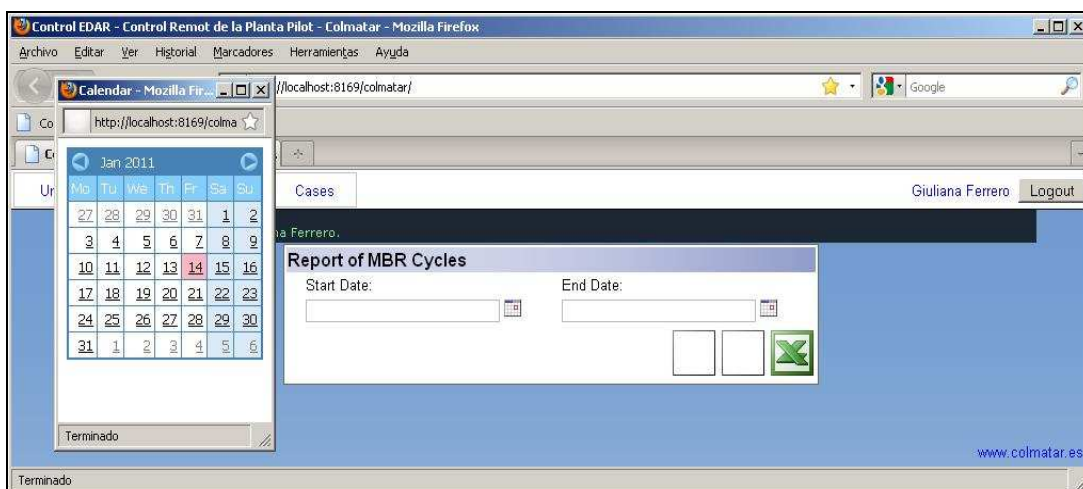 Control EDAR - Control Remot de la Planta Pilot - Colmatar - Mozilla Firefox
Archivo Editar Ver Historial Marcadores Herramientas Ayuda
//localhost:8169/colmatar/
Google
Co
Calendar - Mozilla Fir...
http://localhost:8169/colma
Jan 2011
Mo Tu We Th Fr Sa Su
27 28 29 30 31 1 2
3 4 5 6 7 8 9
10 11 12 13 14 15 16
17 18 19 20 21 22 23
24 25 26 27 28 29 30
31 1 2 3 4 5 6
Terminado
Ur
Cases
Giuliana Ferrero
Logout
na Ferrero.
Report of MBR Cycles
Start Date:
End Date:
www.colmatar.es
Terminado